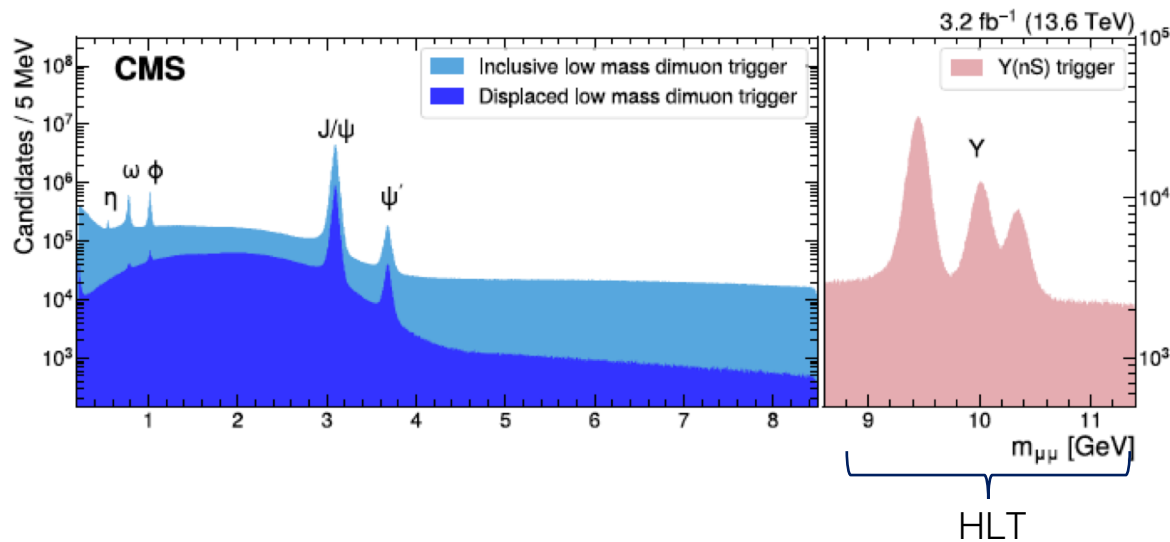 3.2 fb⁻¹ (13.6 TeV)
CMS
Inclusive low mass dimuon trigger
Displaced low mass dimuon trigger
Y(nS) trigger
Candidates / 5 MeV
10⁸
10⁷
10⁶
10⁵
10⁴
10³
η
ω
ϕ
J/ψ
ψ′
Y
10⁵
10⁴
10³
1 2 3 4 5 6 7 8
9 10 11
mμμ [GeV]
HLT